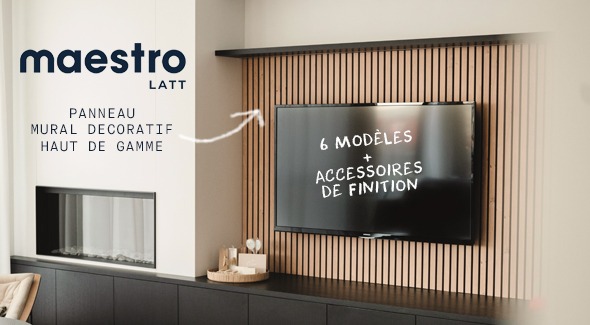 maestro
LATT
PANNEAU
MURAL DECORATIF
HAUT DE GAMME
6 MODÈLES
+
ACCESSOIRES
DE FINITION